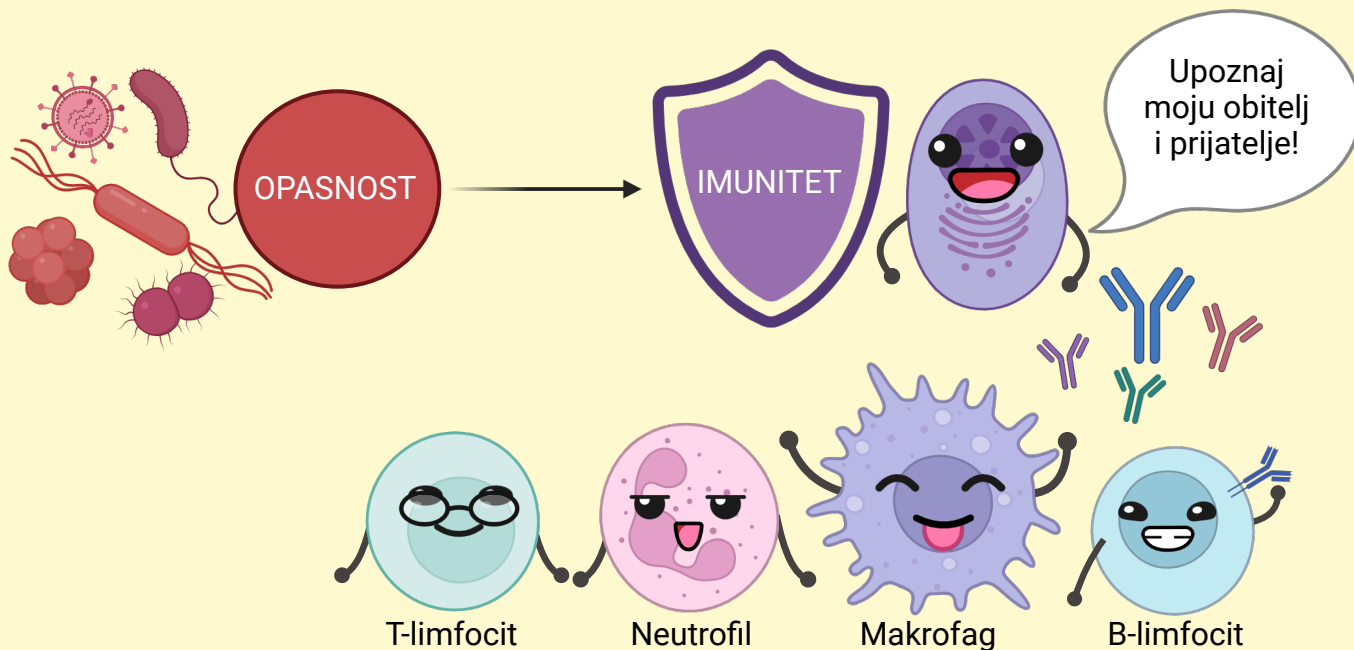 OPASNOST
IMUNITET
Upoznaj
moju obitelj
i prijatelje!
T-limfocit
Neutrofil
Makrofag
B-limfocit